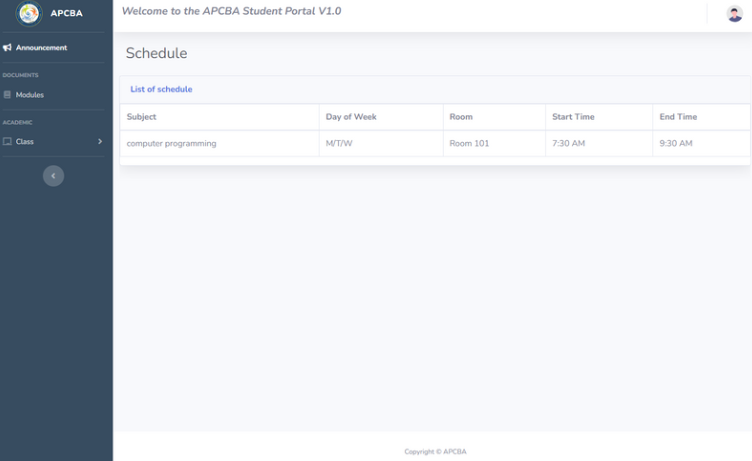 APCBA
Welcome to the APCBA Student Portal V1.0
Announcement
DOCUMENTS
Modules
ACADEMIC
Class
Schedule
List of schedule
Subject Day of Week Room Start Time End Time
computer programming M/T/W Room 101 7:30 AM 9:30 AM
Copyright © APCBA